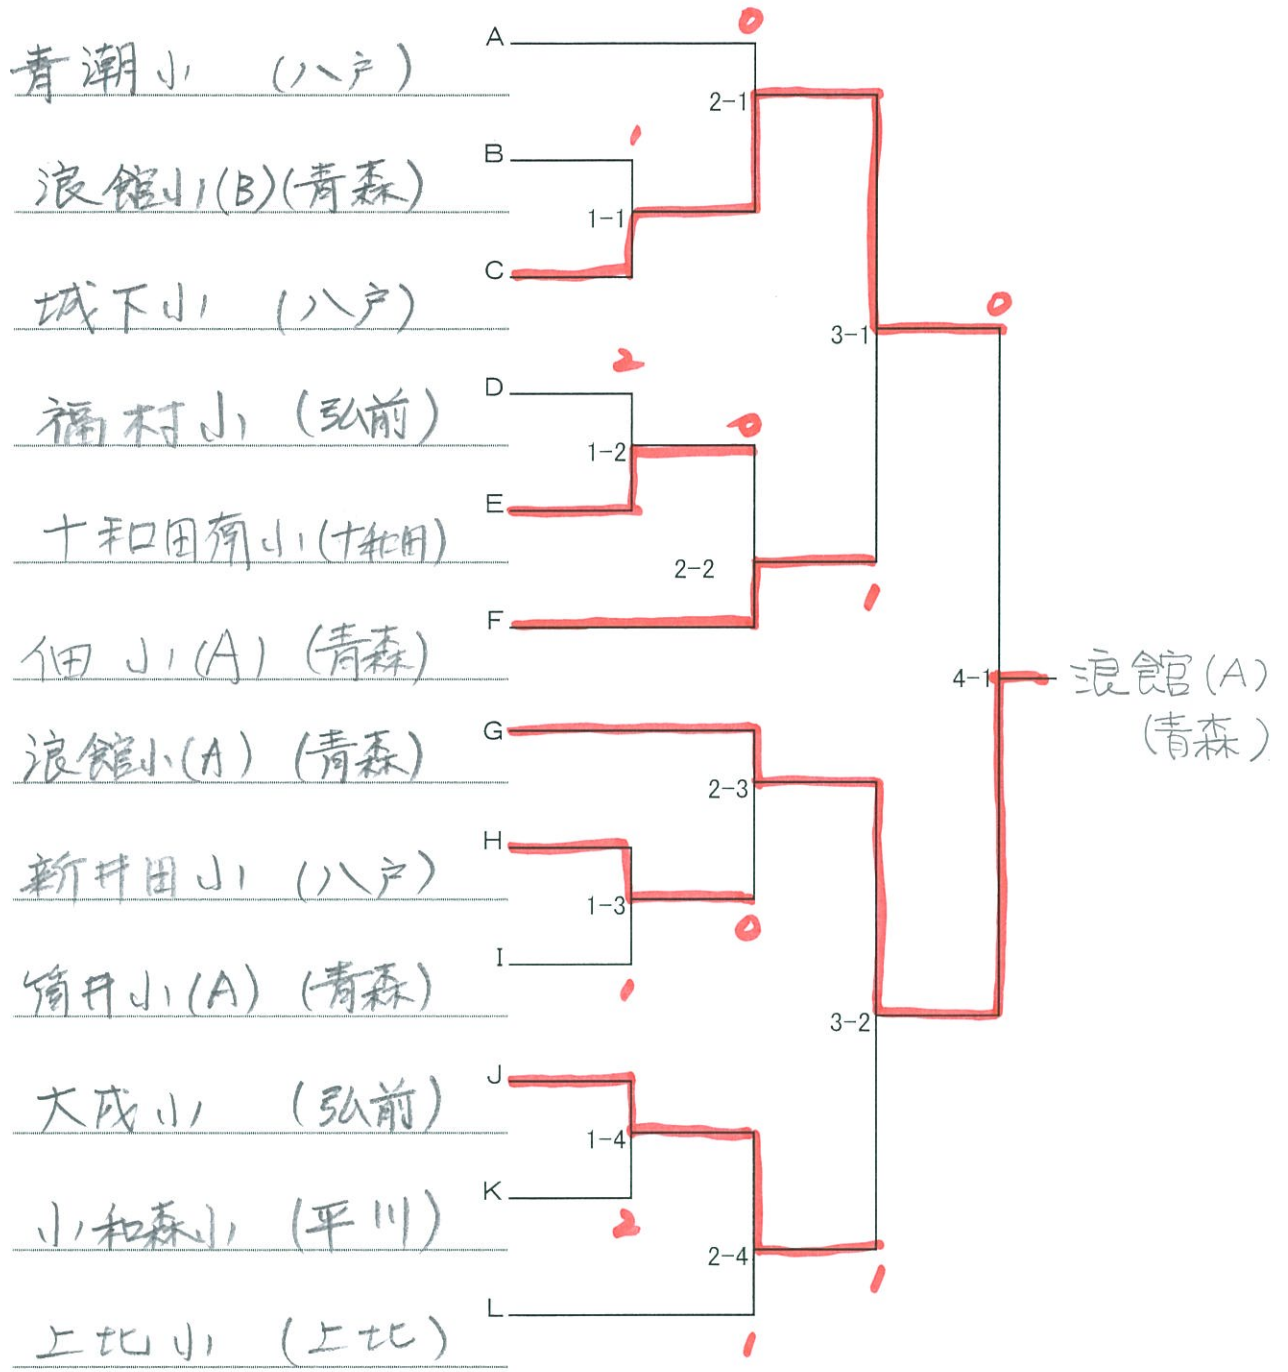 0
A
青潮小 (八戸)
2-1
1
B
浪館小(B)(青森)
1-1
C
城下小 (八戸)
0
3-1
2
D
0
福村小 (弘前)
1-2
E
十和田南小(十和田)
2-2
1
F
佃小(A) (青森)
4-1 浪館(A)
(青森)
G
浪館小(A) (青森)
2-3
H
新井田小 (八戸)
1-3
0
I
1
筒井小(A) (青森)
3-2
J
大成小 (弘前)
1-4
K
2
小和森小 (平川)
2-4
1
L
1
上北小 (上北)